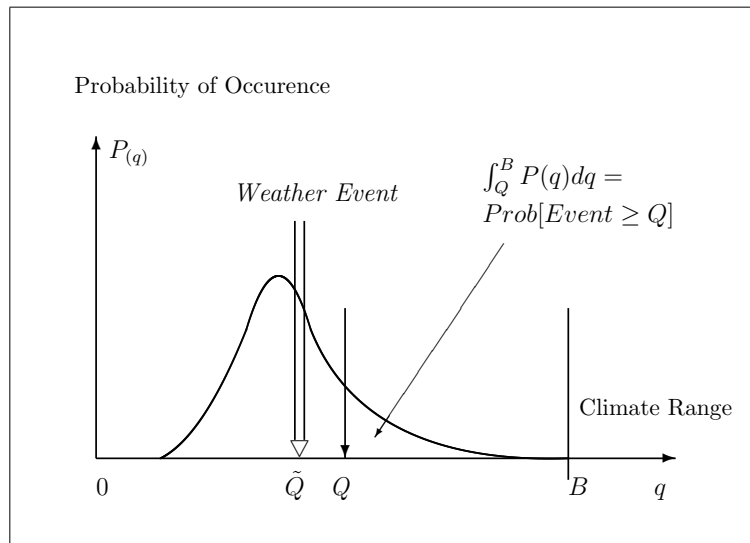 Probability of Occurence
P(q)
Weather Event
∫_Q^B P(q)dq =
Prob[Event ≥ Q]
Climate Range
0
Q̃
Q
B
q